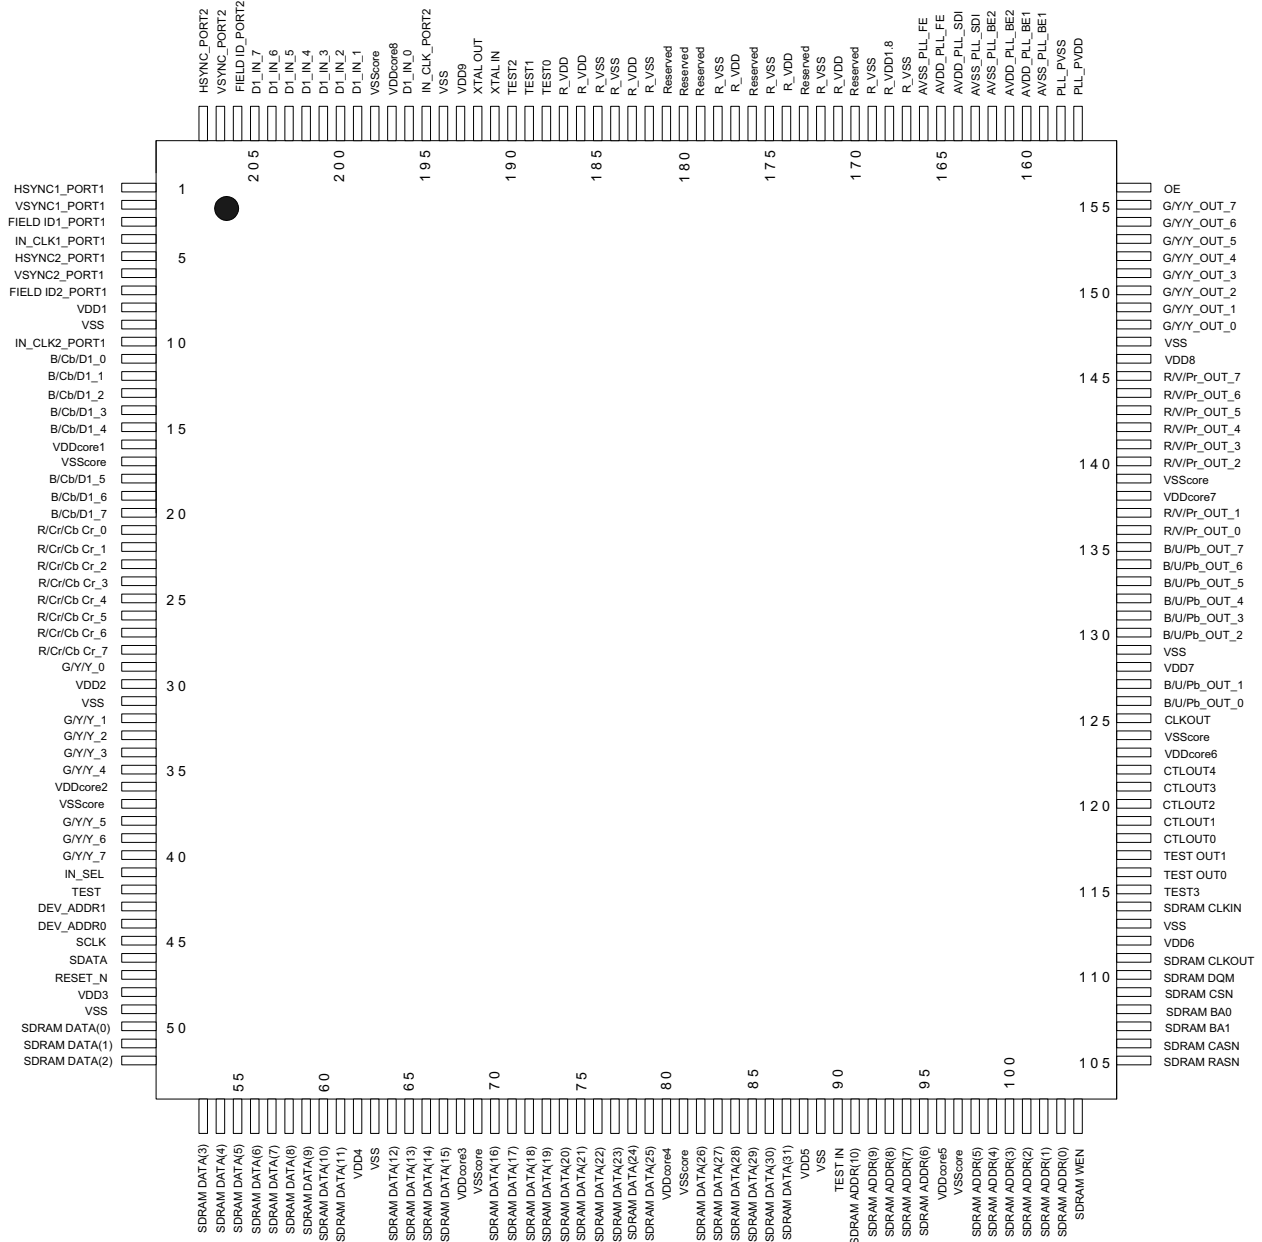 HSYNC_PORT2
VSYNC_PORT2
FIELD ID_PORT2
D1_IN_7
D1_IN_6
D1_IN_5
D1_IN_4
D1_IN_3
D1_IN_2
D1_IN_1
VSScore
VDDcore8
D1_IN_0
IN_CLK_PORT2
VSS
VDD9
XTAL OUT
XTAL IN
TEST2
TEST1
TEST0
R_VDD
R_VDD
R_VSS
R_VSS
R_VDD
R_VSS
Reserved
Reserved
Reserved
R_VSS
R_VDD
Reserved
R_VSS
R_VDD
Reserved
R_VSS
R_VDD
Reserved
R_VSS
R_VDD1.8
R_VSS
AVSS_PLL_FE
AVDD_PLL_FE
AVDD_PLL_SDI
AVSS_PLL_SDI
AVSS_PLL_BE2
AVDD_PLL_BE2
AVDD_PLL_BE1
AVSS_PLL_BE1
PLL_PVSS
PLL_PVDD
205
200
195
190
185
180
175
170
165
160
HSYNC1_PORT1
VSYNC1_PORT1
FIELD ID1_PORT1
IN_CLK1_PORT1
HSYNC2_PORT1
VSYNC2_PORT1
FIELD ID2_PORT1
VDD1
VSS
IN_CLK2_PORT1
B/Cb/D1_0
B/Cb/D1_1
B/Cb/D1_2
B/Cb/D1_3
B/Cb/D1_4
VDDcore1
VSScore
B/Cb/D1_5
B/Cb/D1_6
B/Cb/D1_7
R/Cr/Cb Cr_0
R/Cr/Cb Cr_1
R/Cr/Cb Cr_2
R/Cr/Cb Cr_3
R/Cr/Cb Cr_4
R/Cr/Cb Cr_5
R/Cr/Cb Cr_6
R/Cr/Cb Cr_7
G/Y/Y_0
VDD2
VSS
G/Y/Y_1
G/Y/Y_2
G/Y/Y_3
G/Y/Y_4
VDDcore2
VSScore
G/Y/Y_5
G/Y/Y_6
G/Y/Y_7
IN_SEL
TEST
DEV_ADDR1
DEV_ADDR0
SCLK
SDATA
RESET_N
VDD3
VSS
SDRAM DATA(0)
SDRAM DATA(1)
SDRAM DATA(2)
1
5
10
15
20
25
30
35
40
45
50
155
150
145
140
135
130
125
120
115
110
105
OE
G/Y/Y_OUT_7
G/Y/Y_OUT_6
G/Y/Y_OUT_5
G/Y/Y_OUT_4
G/Y/Y_OUT_3
G/Y/Y_OUT_2
G/Y/Y_OUT_1
G/Y/Y_OUT_0
VSS
VDD8
R/V/Pr_OUT_7
R/V/Pr_OUT_6
R/V/Pr_OUT_5
R/V/Pr_OUT_4
R/V/Pr_OUT_3
R/V/Pr_OUT_2
VSScore
VDDcore7
R/V/Pr_OUT_1
R/V/Pr_OUT_0
B/U/Pb_OUT_7
B/U/Pb_OUT_6
B/U/Pb_OUT_5
B/U/Pb_OUT_4
B/U/Pb_OUT_3
B/U/Pb_OUT_2
VSS
VDD7
B/U/Pb_OUT_1
B/U/Pb_OUT_0
CLKOUT
VSScore
VDDcore6
CTLOUT4
CTLOUT3
CTLOUT2
CTLOUT1
CTLOUT0
TEST OUT1
TEST OUT0
TEST3
SDRAM CLKIN
VSS
VDD6
SDRAM CLKOUT
SDRAM DQM
SDRAM CSN
SDRAM BA0
SDRAM BA1
SDRAM CASN
SDRAM RASN
55
60
65
70
75
80
85
90
95
100
SDRAM DATA(3)
SDRAM DATA(4)
SDRAM DATA(5)
SDRAM DATA(6)
SDRAM DATA(7)
SDRAM DATA(8)
SDRAM DATA(9)
SDRAM DATA(10)
SDRAM DATA(11)
VDD4
VSS
SDRAM DATA(12)
SDRAM DATA(13)
SDRAM DATA(14)
SDRAM DATA(15)
VDDcore3
VSScore
SDRAM DATA(16)
SDRAM DATA(17)
SDRAM DATA(18)
SDRAM DATA(19)
SDRAM DATA(20)
SDRAM DATA(21)
SDRAM DATA(22)
SDRAM DATA(23)
SDRAM DATA(24)
SDRAM DATA(25)
VDDcore4
VSScore
SDRAM DATA(26)
SDRAM DATA(27)
SDRAM DATA(28)
SDRAM DATA(29)
SDRAM DATA(30)
SDRAM DATA(31)
VDD5
VSS
TEST IN
SDRAM ADDR(10)
SDRAM ADDR(9)
SDRAM ADDR(8)
SDRAM ADDR(7)
SDRAM ADDR(6)
VDDcore5
VSScore
SDRAM ADDR(5)
SDRAM ADDR(4)
SDRAM ADDR(3)
SDRAM ADDR(2)
SDRAM ADDR(1)
SDRAM ADDR(0)
SDRAM WEN